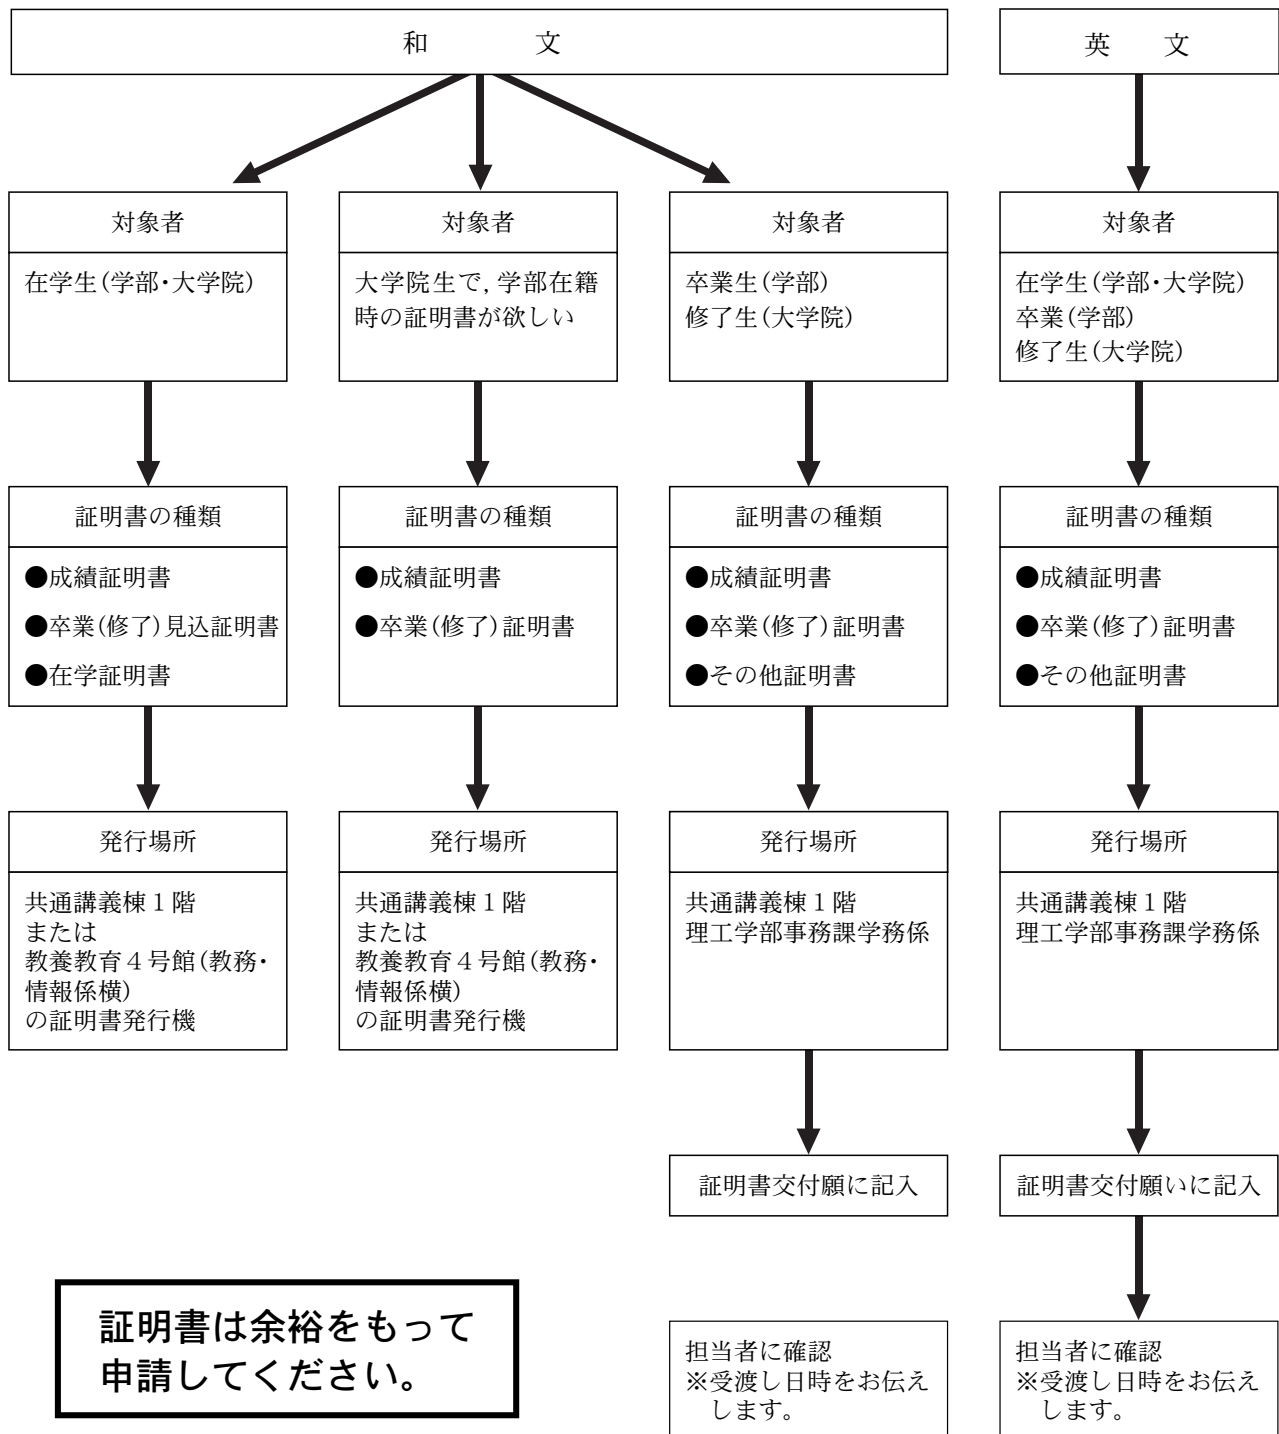 和 文
対象者
在学生(学部・大学院)
証明書の種類
●成績証明書
●卒業(修了)見込証明書
●在学証明書
発行場所
共通講義棟１階
または
教養教育４号館(教務・
情報係横)
の証明書発行機
対象者
大学院生で,学部在籍
時の証明書が欲しい
証明書の種類
●成績証明書
●卒業(修了)証明書
発行場所
共通講義棟１階
または
教養教育４号館(教務・
情報係横)
の証明書発行機
対象者
卒業生(学部)
修了生(大学院)
証明書の種類
●成績証明書
●卒業(修了)証明書
●その他証明書
発行場所
共通講義棟１階
理工学部事務課学務係
証明書交付願に記入
担当者に確認
※受渡し日時をお伝え
します。
英 文
対象者
在学生(学部・大学院)
卒業(学部)
修了生(大学院)
証明書の種類
●成績証明書
●卒業(修了)証明書
●その他証明書
発行場所
共通講義棟１階
理工学部事務課学務係
証明書交付願いに記入
担当者に確認
※受渡し日時をお伝え
します。
証明書は余裕をもって
申請してください。